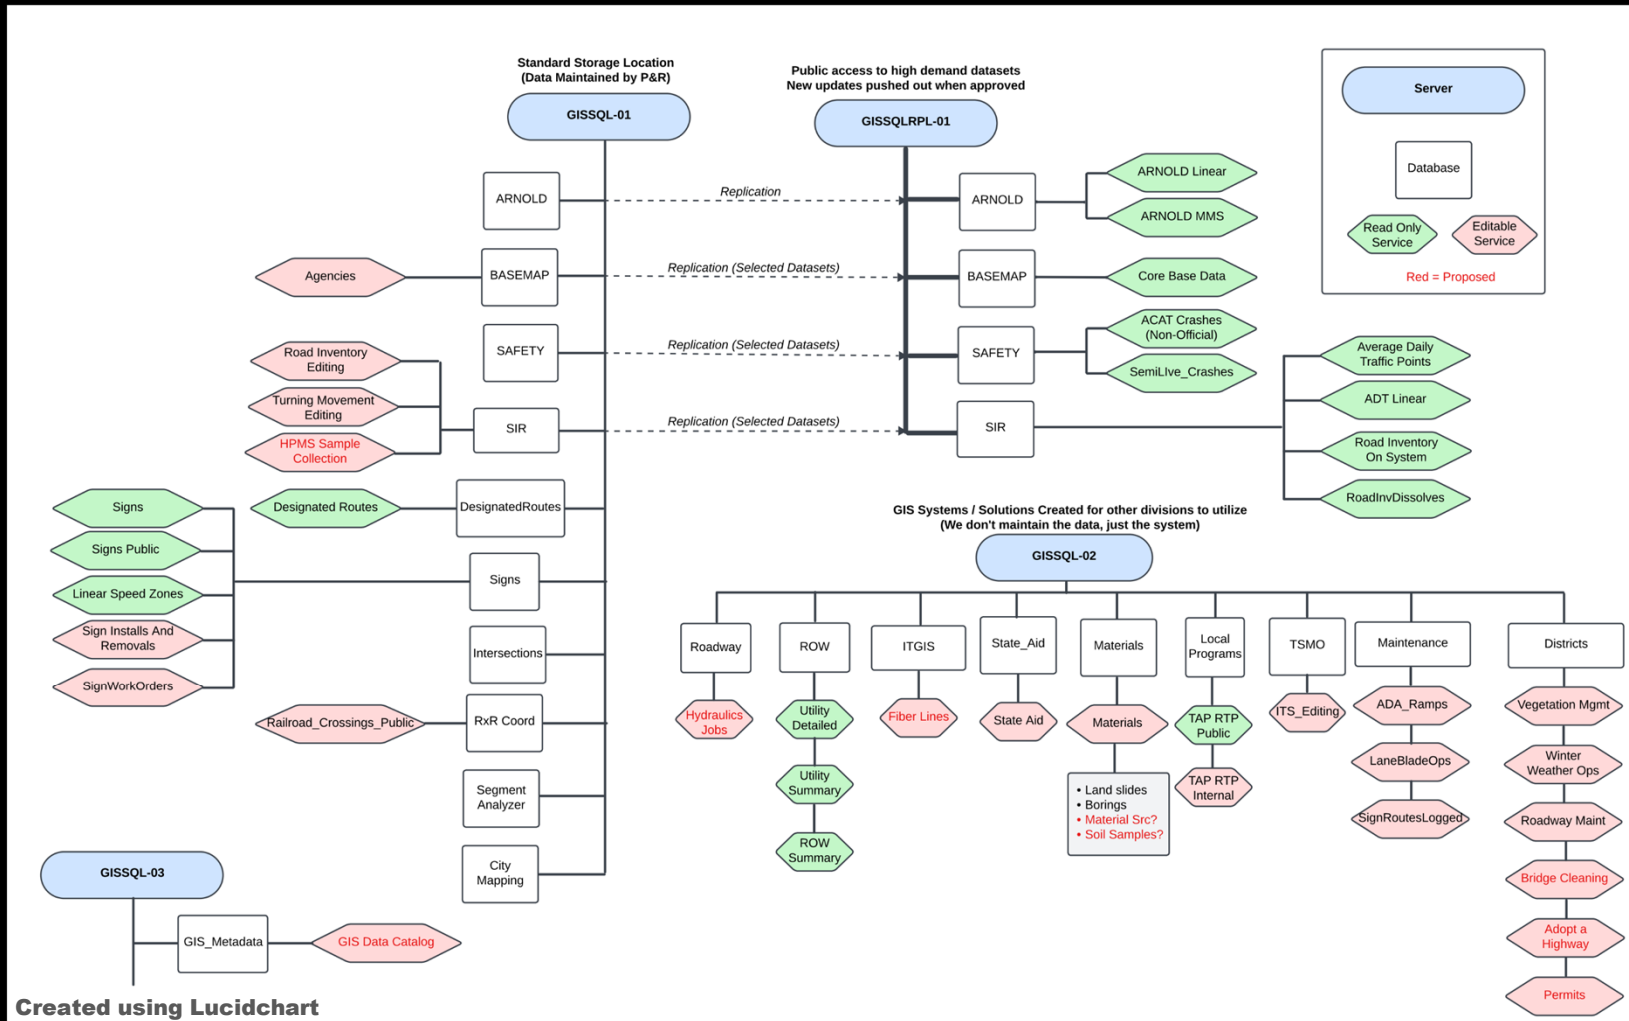 Standard Storage Location
(Data Maintained by P&R)
GISSQL-01
Public access to high demand datasets
New updates pushed out when approved
GISSQLRPL-01
Server
Database
Read Only
Service
Editable
Service
Red = Proposed
ARNOLD
Replication
ARNOLD
ARNOLD Linear
ARNOLD MMS
Agencies
BASEMAP
Replication (Selected Datasets)
BASEMAP
Core Base Data
SAFETY
Replication (Selected Datasets)
SAFETY
ACAT Crashes
(Non-Official)
SemiLIve_Crashes
Road Inventory
Editing
Turning Movement
Editing
HPMS Sample
Collection
SIR
Replication (Selected Datasets)
SIR
Average Daily
Traffic Points
ADT Linear
Road Inventory
On System
RoadInvDissolves
Designated Routes
DesignatedRoutes
Signs
Signs Public
Linear Speed Zones
Sign Installs And
Removals
SignWorkOrders
Signs
Intersections
Railroad_Crossings_Public
RxR Coord
Segment
Analyzer
City
Mapping
GIS Systems / Solutions Created for other divisions to utilize
(We don't maintain the data, just the system)
GISSQL-02
Roadway
Hydraulics
Jobs
ROW
Utility
Detailed
Utility
Summary
ROW
Summary
ITGIS
Fiber Lines
State_Aid
State Aid
Materials
Materials
• Land slides
• Borings
• Material Src?
• Soil Samples?
Local
Programs
TAP RTP
Public
TAP RTP
Internal
TSMO
ITS_Editing
Maintenance
ADA_Ramps
LaneBladeOps
SignRoutesLogged
Districts
Vegetation Mgmt
Winter
Weather Ops
Roadway Maint
Bridge Cleaning
Adopt a
Highway
Permits
GISSQL-03
GIS_Metadata
GIS Data Catalog
Created using Lucidchart